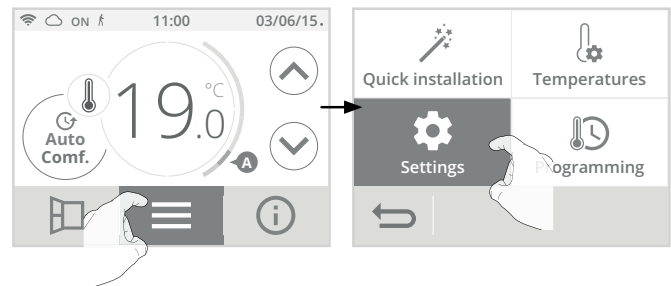 ON 11:00 03/06/15.
19.0 °C
Auto
Comf.
A
Quick installation Temperatures
Settings Programming